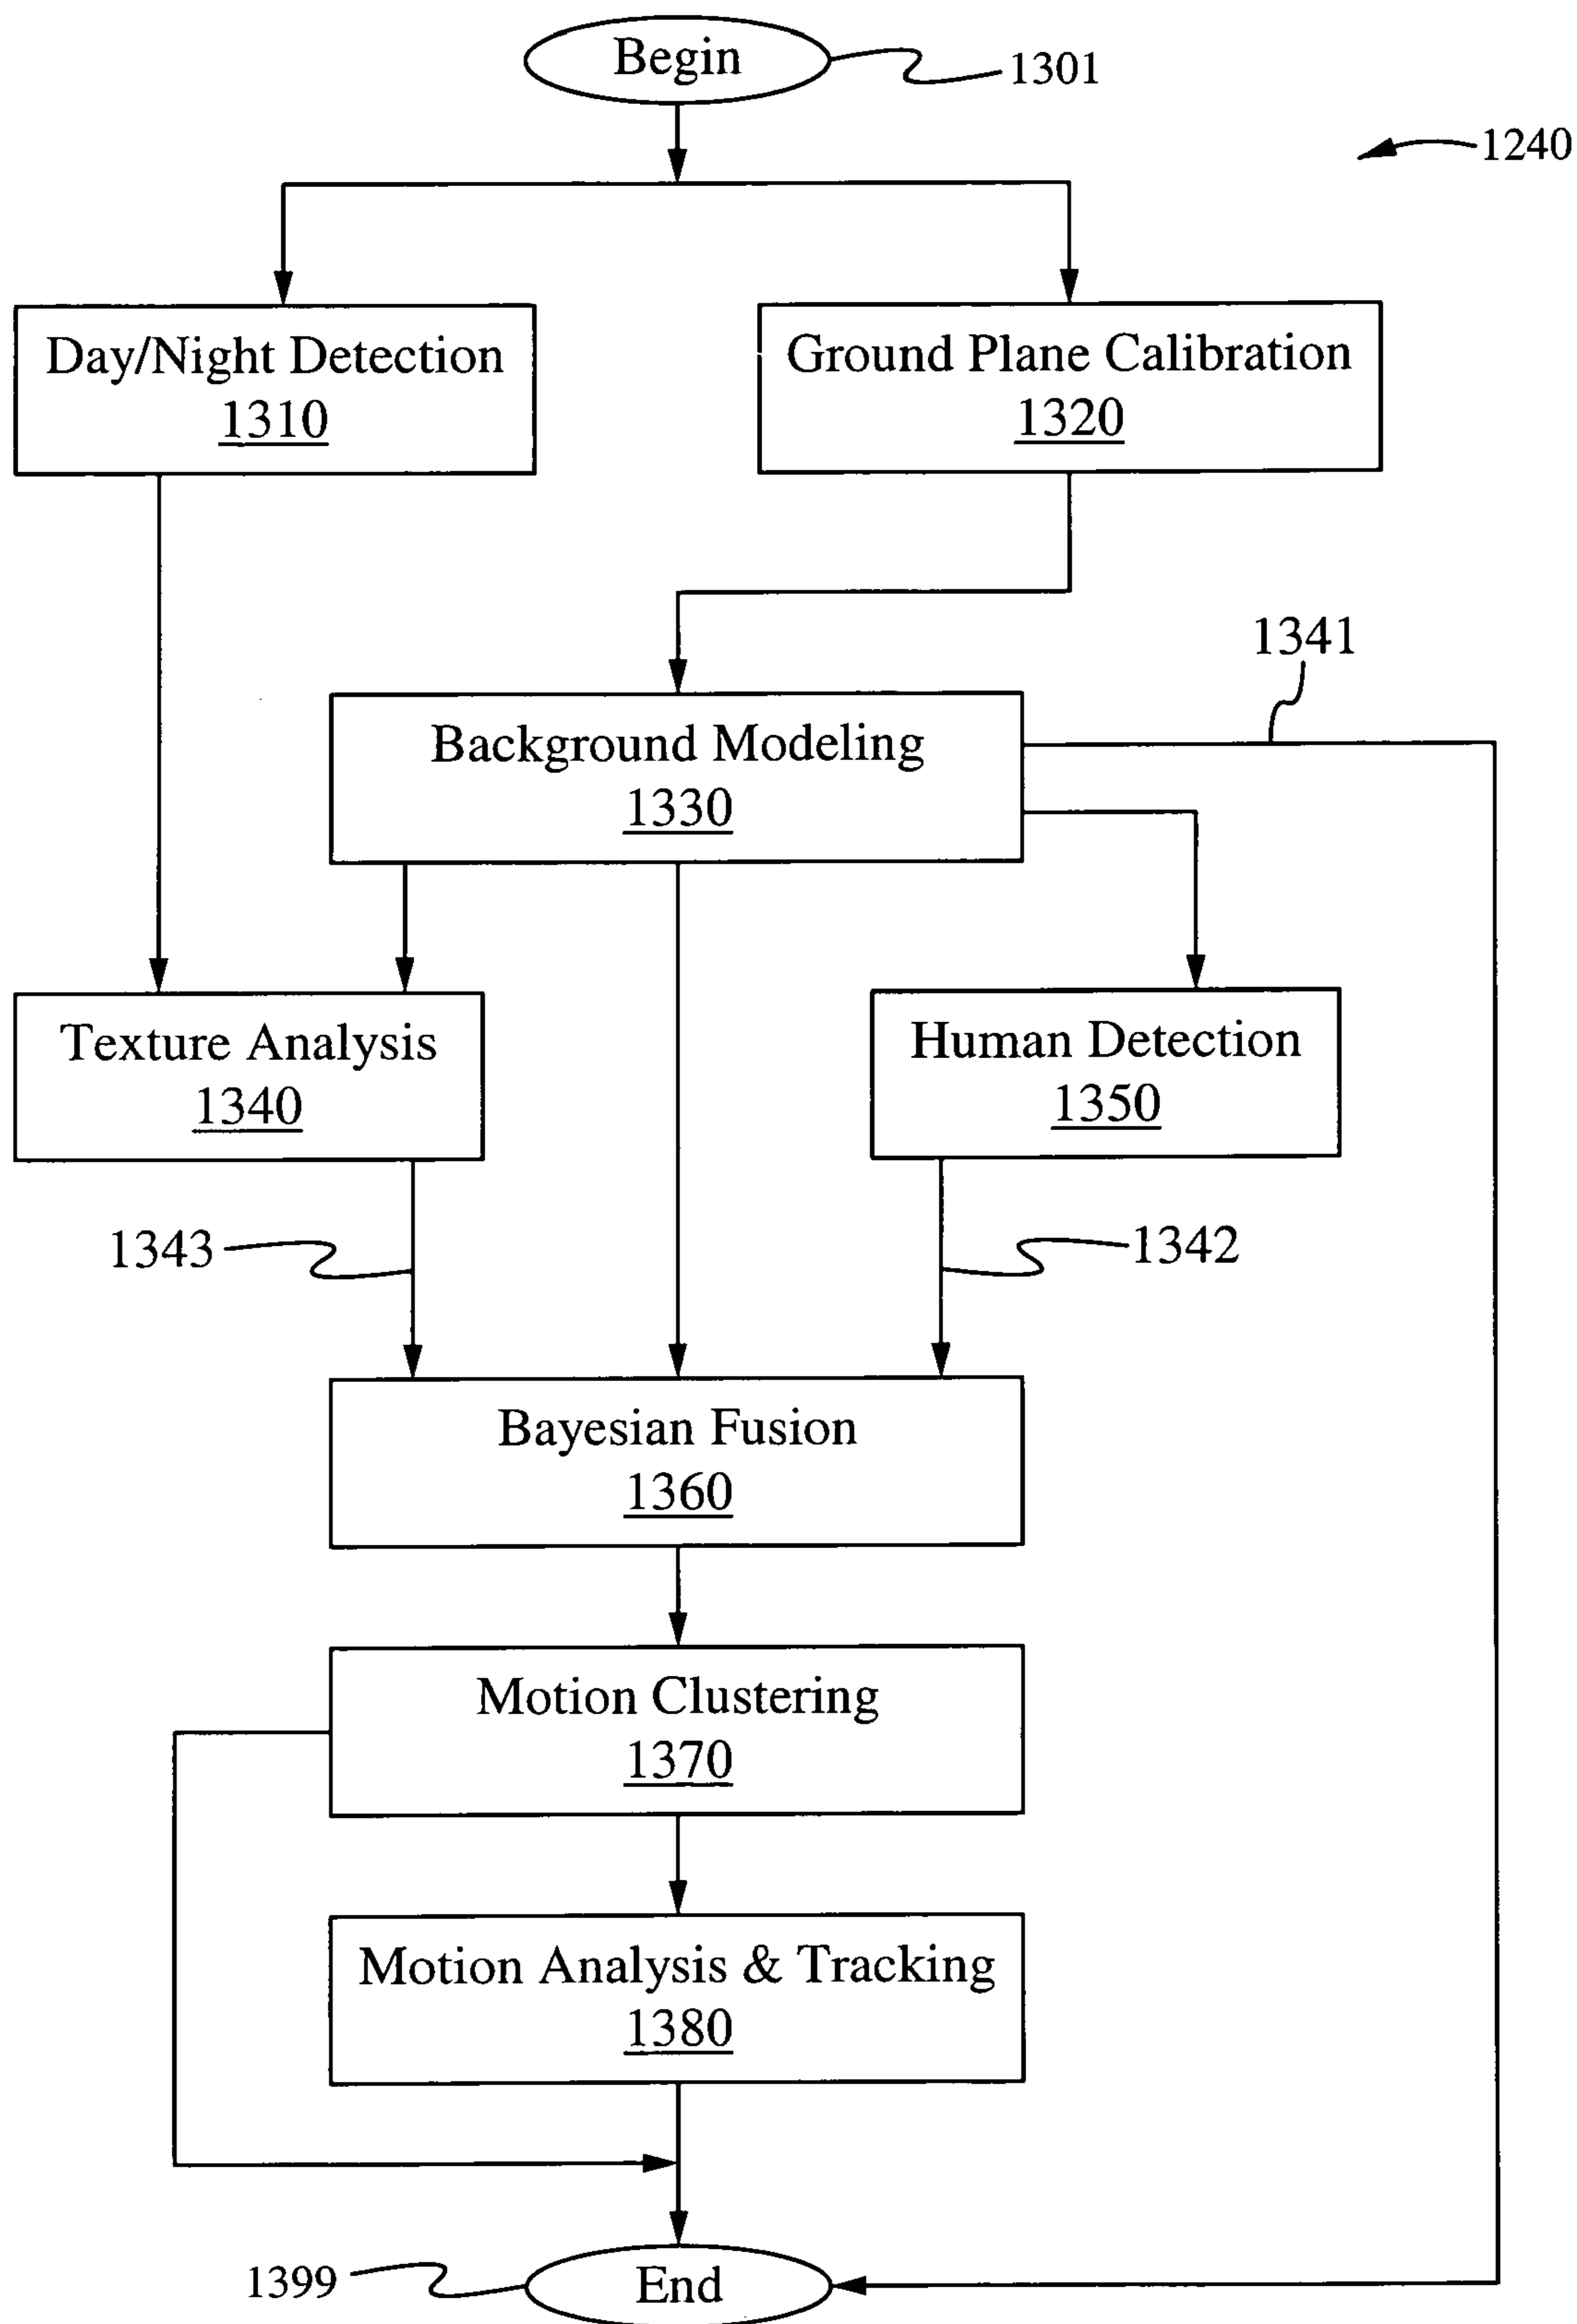 Begin
1301
1240
Day/Night Detection
1310
Ground Plane Calibration
1320
1341
Background Modeling
1330
Texture Analysis
1340
Human Detection
1350
1343
1342
Bayesian Fusion
1360
Motion Clustering
1370
Motion Analysis & Tracking
1380
1399
End